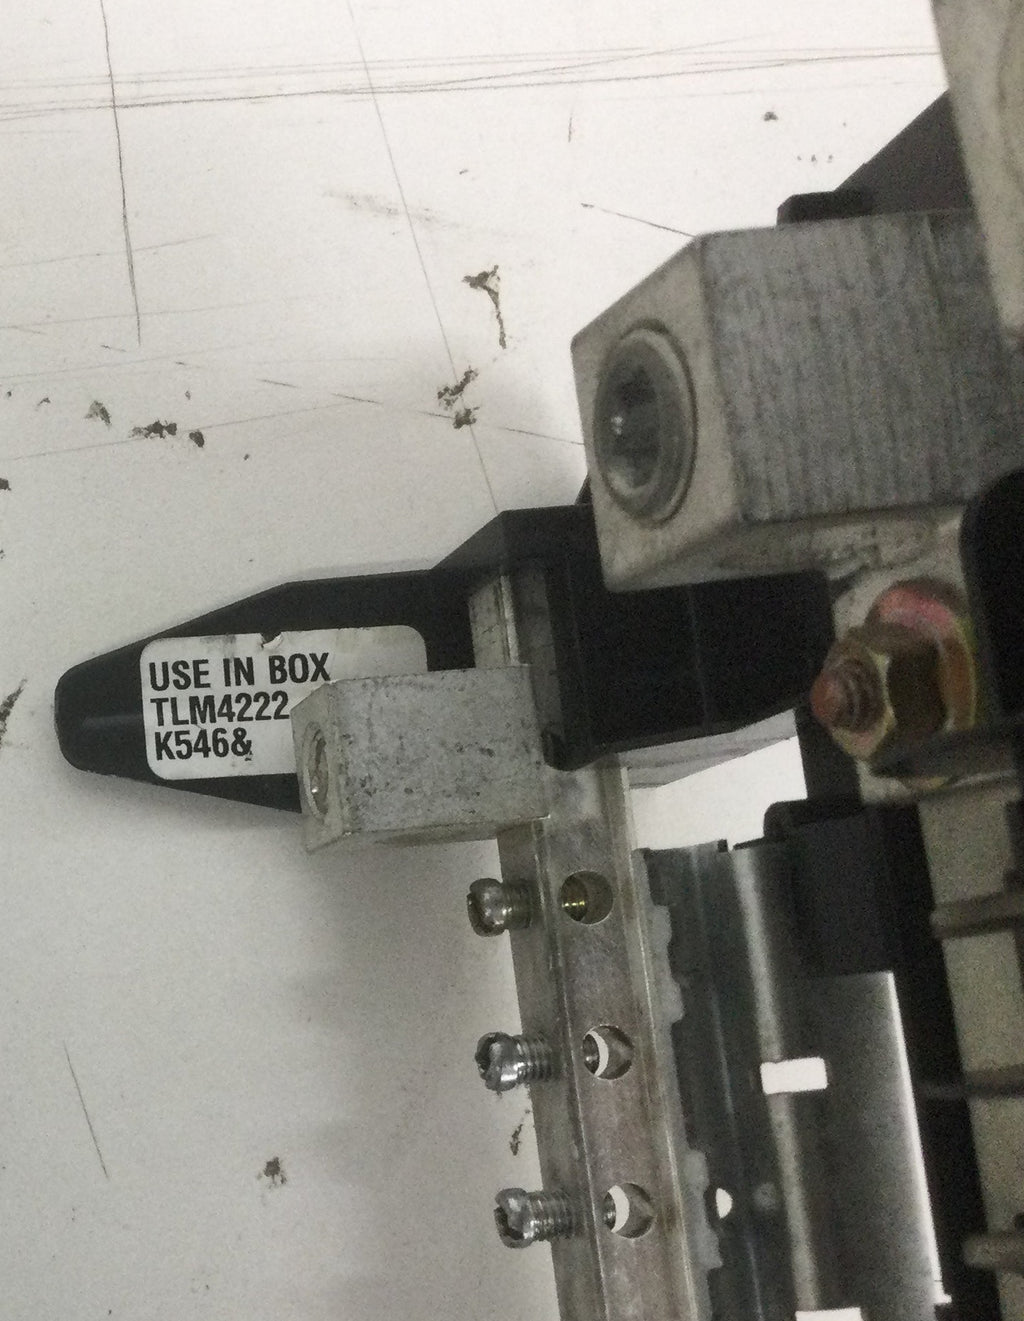 USE IN BOX
TLM4222
K546&